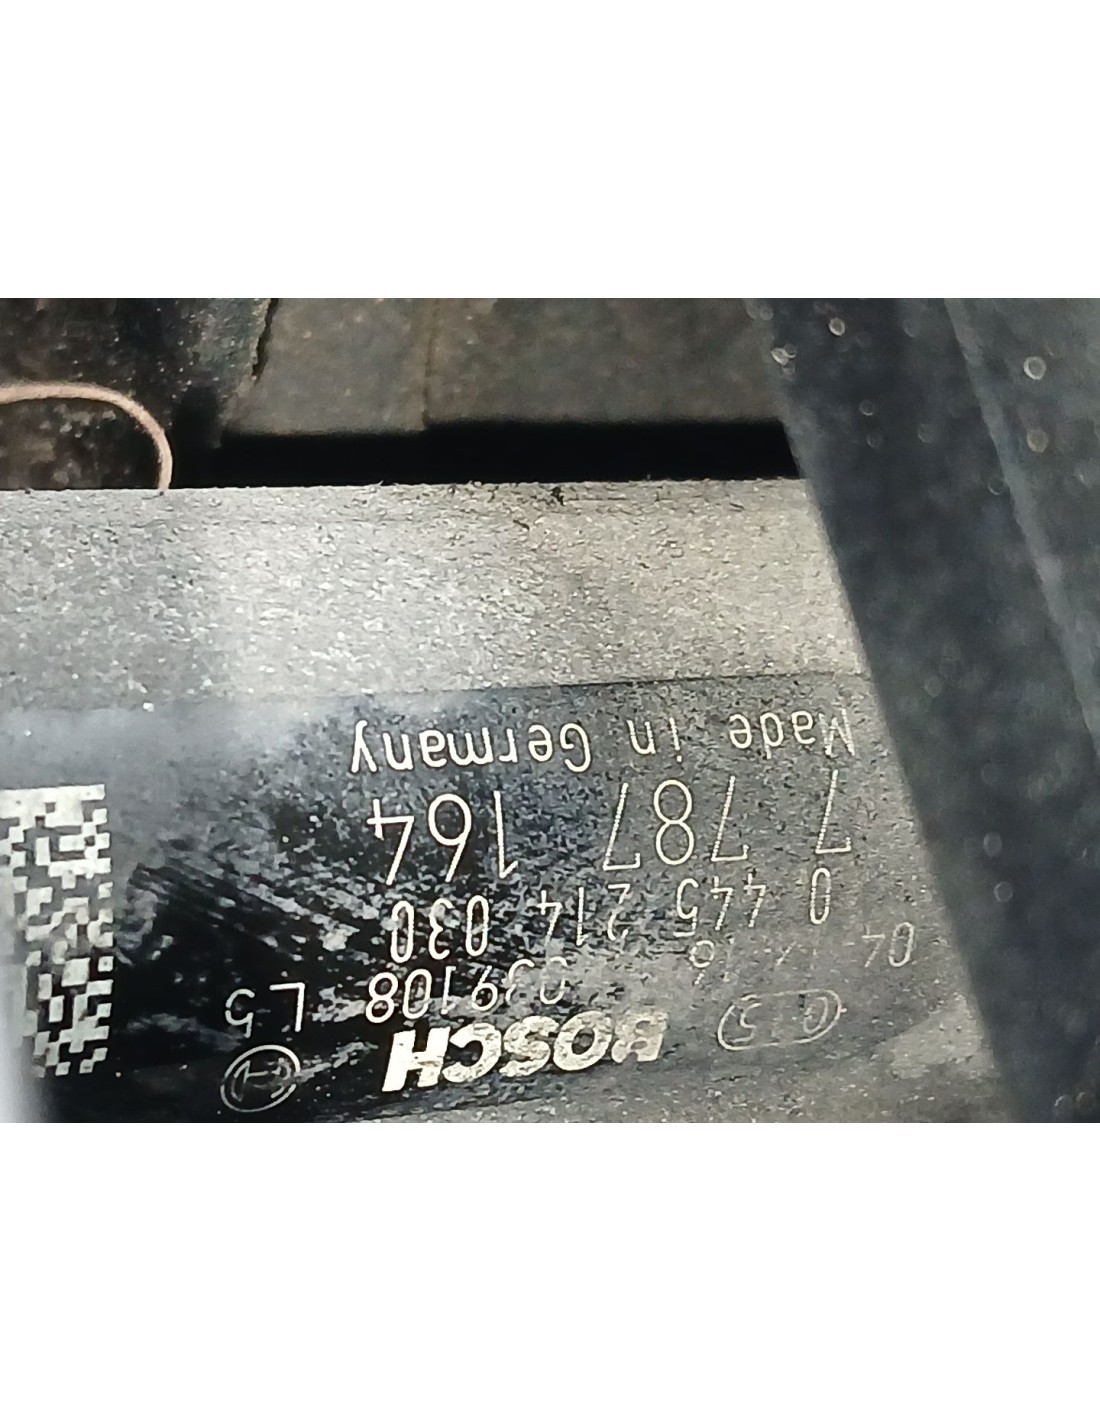 BOSCH
039108 L5
0 445 214 030
7 787 164
Made in Germany